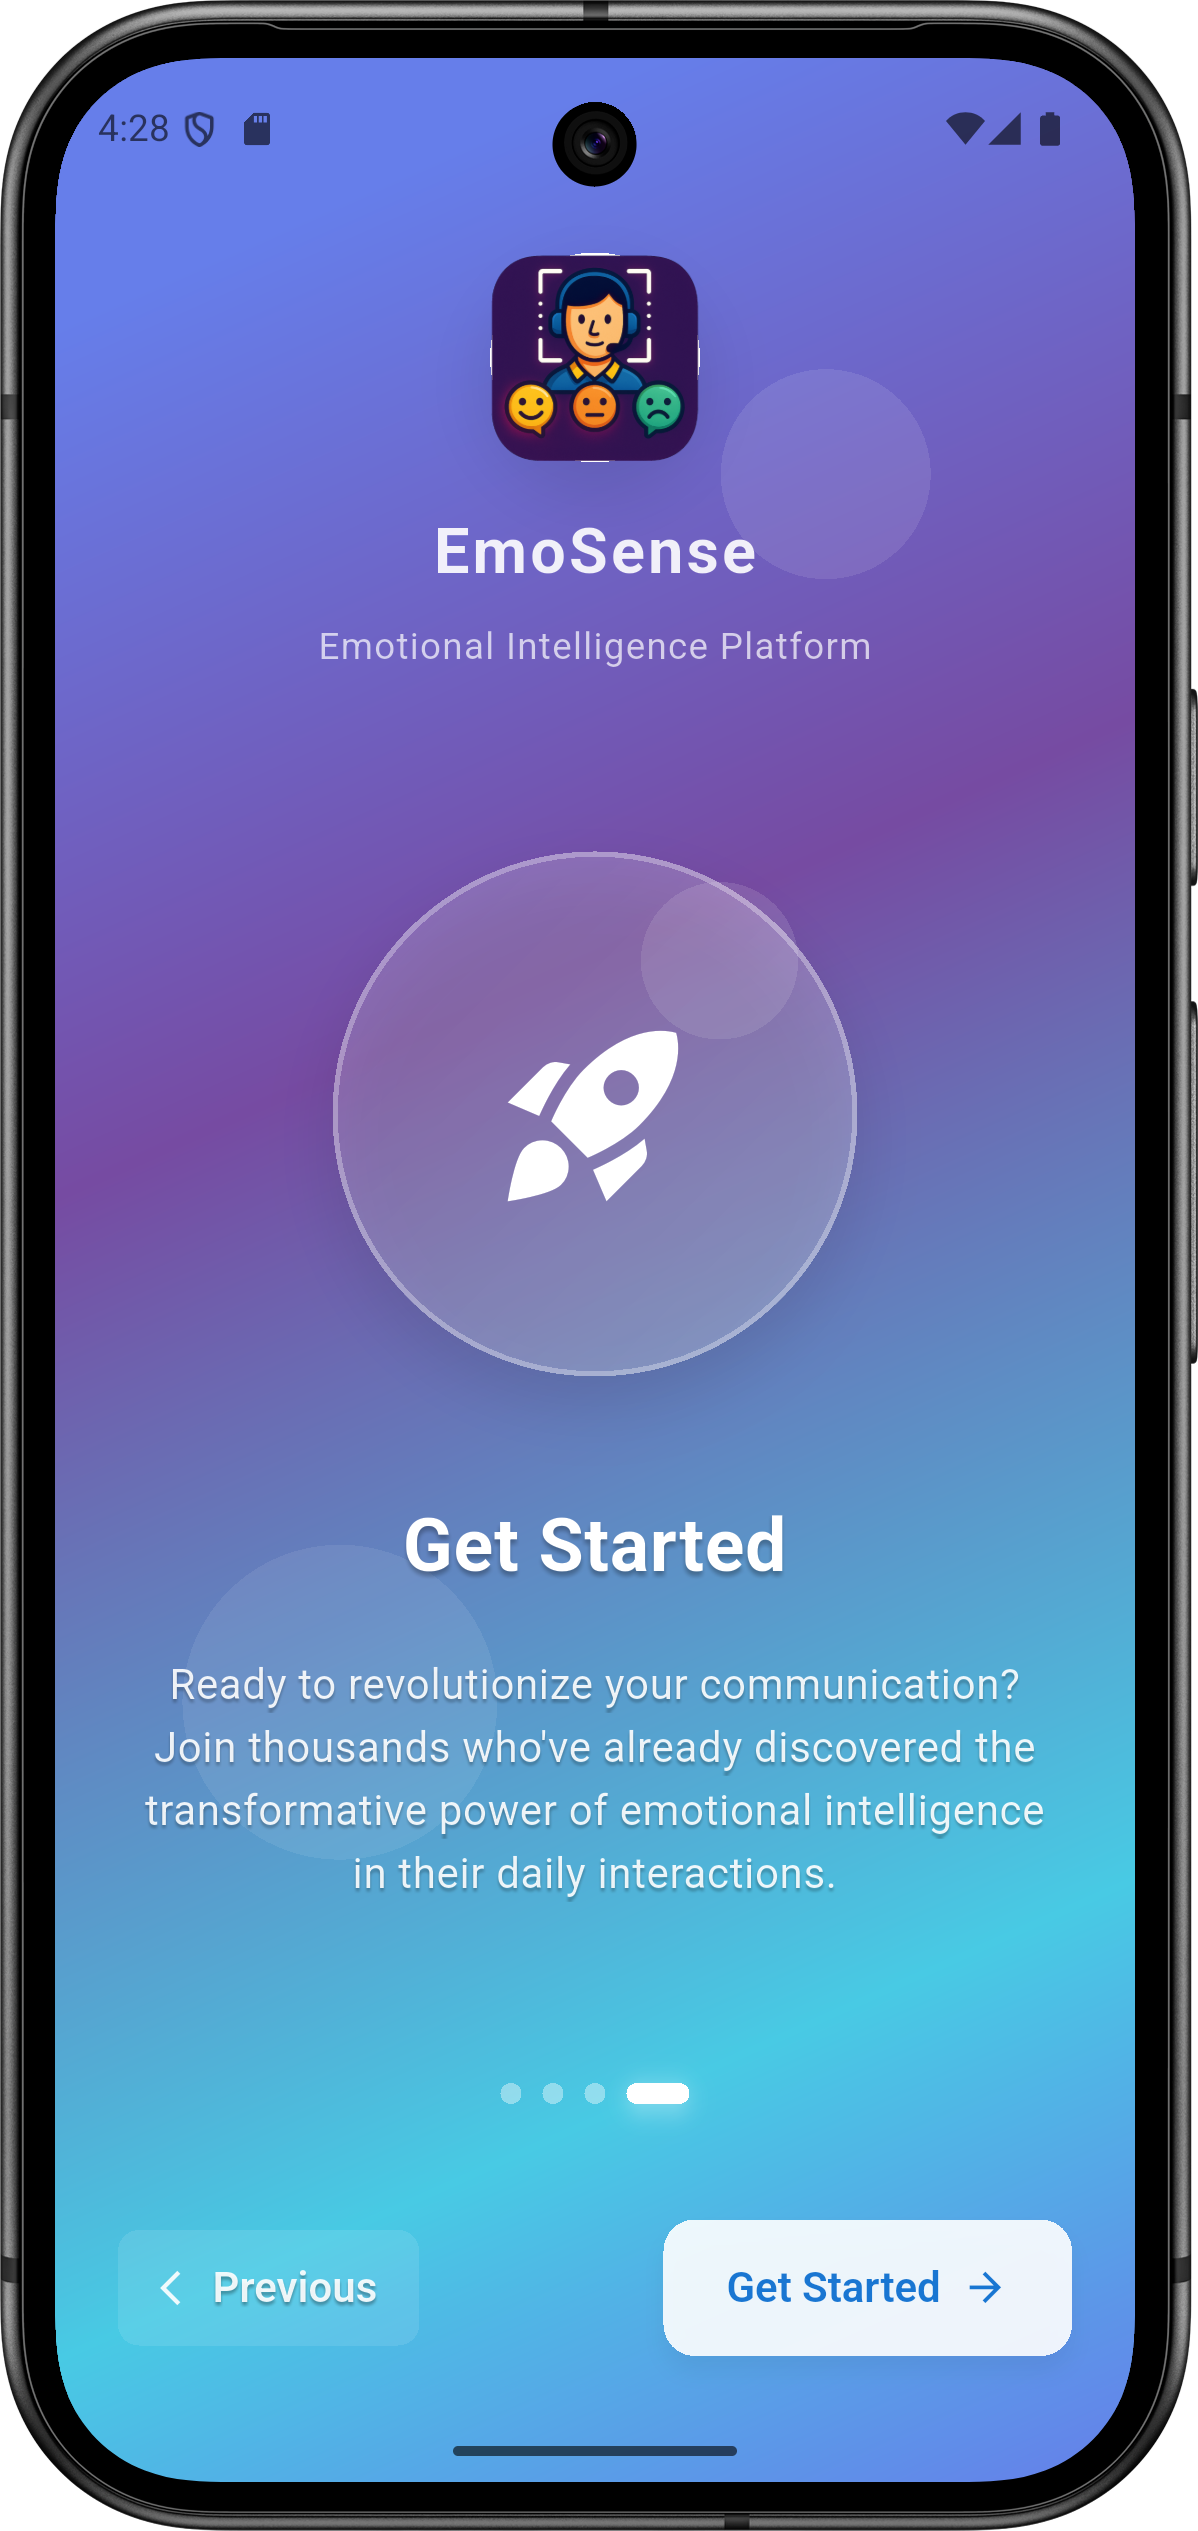 4:28
EmoSense
Emotional Intelligence Platform
Get Started
Ready to revolutionize your communication?
Join thousands who've already discovered the
transformative power of emotional intelligence
in their daily interactions.
Previous
Get Started